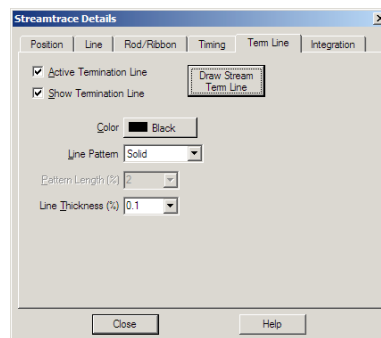 Streamtrace Details
Position Line Rod/Ribbon Timing Term Line Integration
Active Termination Line
Show Termination Line
Draw Stream
Term Line
Color Black
Line Pattern Solid
Pattern Length (%) 2
Line Thickness (%) 0.1
Close Help